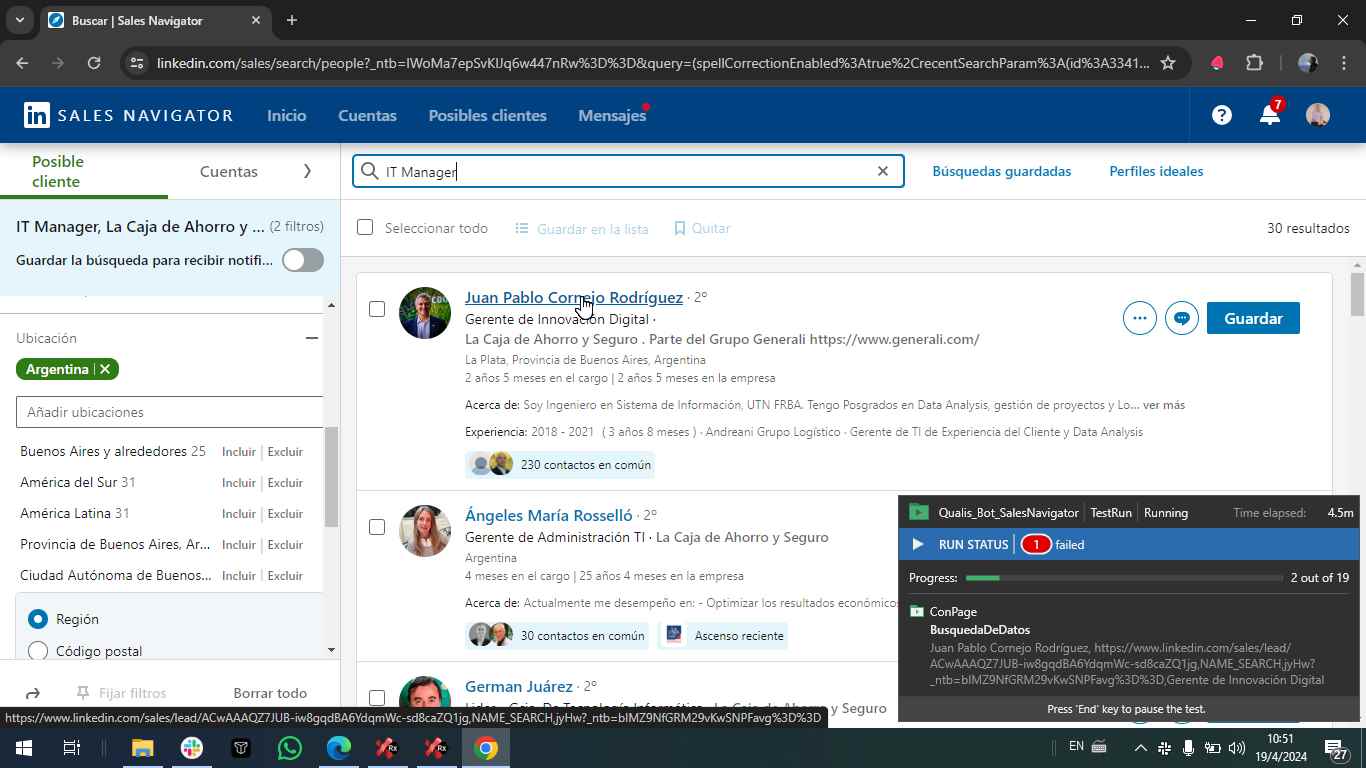 Buscar | Sales Navigator
linkedin.com/sales/search/people?_ntb=IWoMa7epSvKIJq6w447nRw%3D%3D&query=(spellCorrectionEnabled%3Atrue%2CrecentSearchParam%3A(id%3A3341...
in SALES NAVIGATOR
Inicio
Cuentas
Posibles clientes
Mensajes
7
Posible cliente
Cuentas
IT Manager
Búsquedas guardadas
Perfiles ideales
IT Manager, La Caja de Ahorro y ... (2 filtros)
Guardar la búsqueda para recibir notifi...
Seleccionar todo
Guardar en la lista
Quitar
30 resultados
Ubicación
Argentina
Añadir ubicaciones
Buenos Aires y alrededores 25 Incluir Excluir
América del Sur 31 Incluir Excluir
América Latina 31 Incluir Excluir
Provincia de Buenos Aires, Ar... Incluir Excluir
Ciudad Autónoma de Buenos... Incluir Excluir
Región
Código postal
Fijar filtros
Borrar todo
Juan Pablo Cornejo Rodríguez · 2º
Gerente de Innovación Digital ·
La Caja de Ahorro y Seguro . Parte del Grupo Generali https://www.generali.com/
La Plata, Provincia de Buenos Aires, Argentina
2 años 5 meses en el cargo | 2 años 5 meses en la empresa
Acerca de: Soy Ingeniero en Sistema de Información, UTN FRBA. Tengo Posgrados en Data Analysis, gestión de proyectos y Lo... ver más
Experiencia: 2018 - 2021 ( 3 años 8 meses ) · Andreani Grupo Logístico · Gerente de TI de Experiencia del Cliente y Data Analysis
230 contactos en común
Guardar
Ángeles María Rosselló · 2º
Gerente de Administración TI · La Caja de Ahorro y Seguro
Argentina
4 meses en el cargo | 25 años 4 meses en la empresa
Acerca de: Actualmente me desempeño en: - Optimizar los resultados económicos
30 contactos en común
Ascenso reciente
German Juárez · 2º
y Seguro
Qualis_Bot_SalesNavigator TestRun Running Time elapsed: 4.5m
RUN STATUS 1 failed
Progress: 2 out of 19
ConPage
BusquedaDeDatos
Juan Pablo Cornejo Rodríguez, https://www.linkedin.com/sales/lead/
ACwAAAQZ7JUB-iw8gqdBA6YdqmWc-sd8caZQ1jg,NAME_SEARCH,jyHw?
_ntb=bIMZ9NfGRM29vKwSNPFavg%3D%3D,Gerente de Innovación Digital
Press 'End' key to pause the test.
https://www.linkedin.com/sales/lead/ACwAAAQZ7JUB-iw8gqdBA6YdqmWc-sd8caZQ1jg,NAME_SEARCH,jyHw?_ntb=bIMZ9NfGRM29vKwSNPFavg%3D%3D
Rx
Rx
EN
10:51
19/4/2024
27